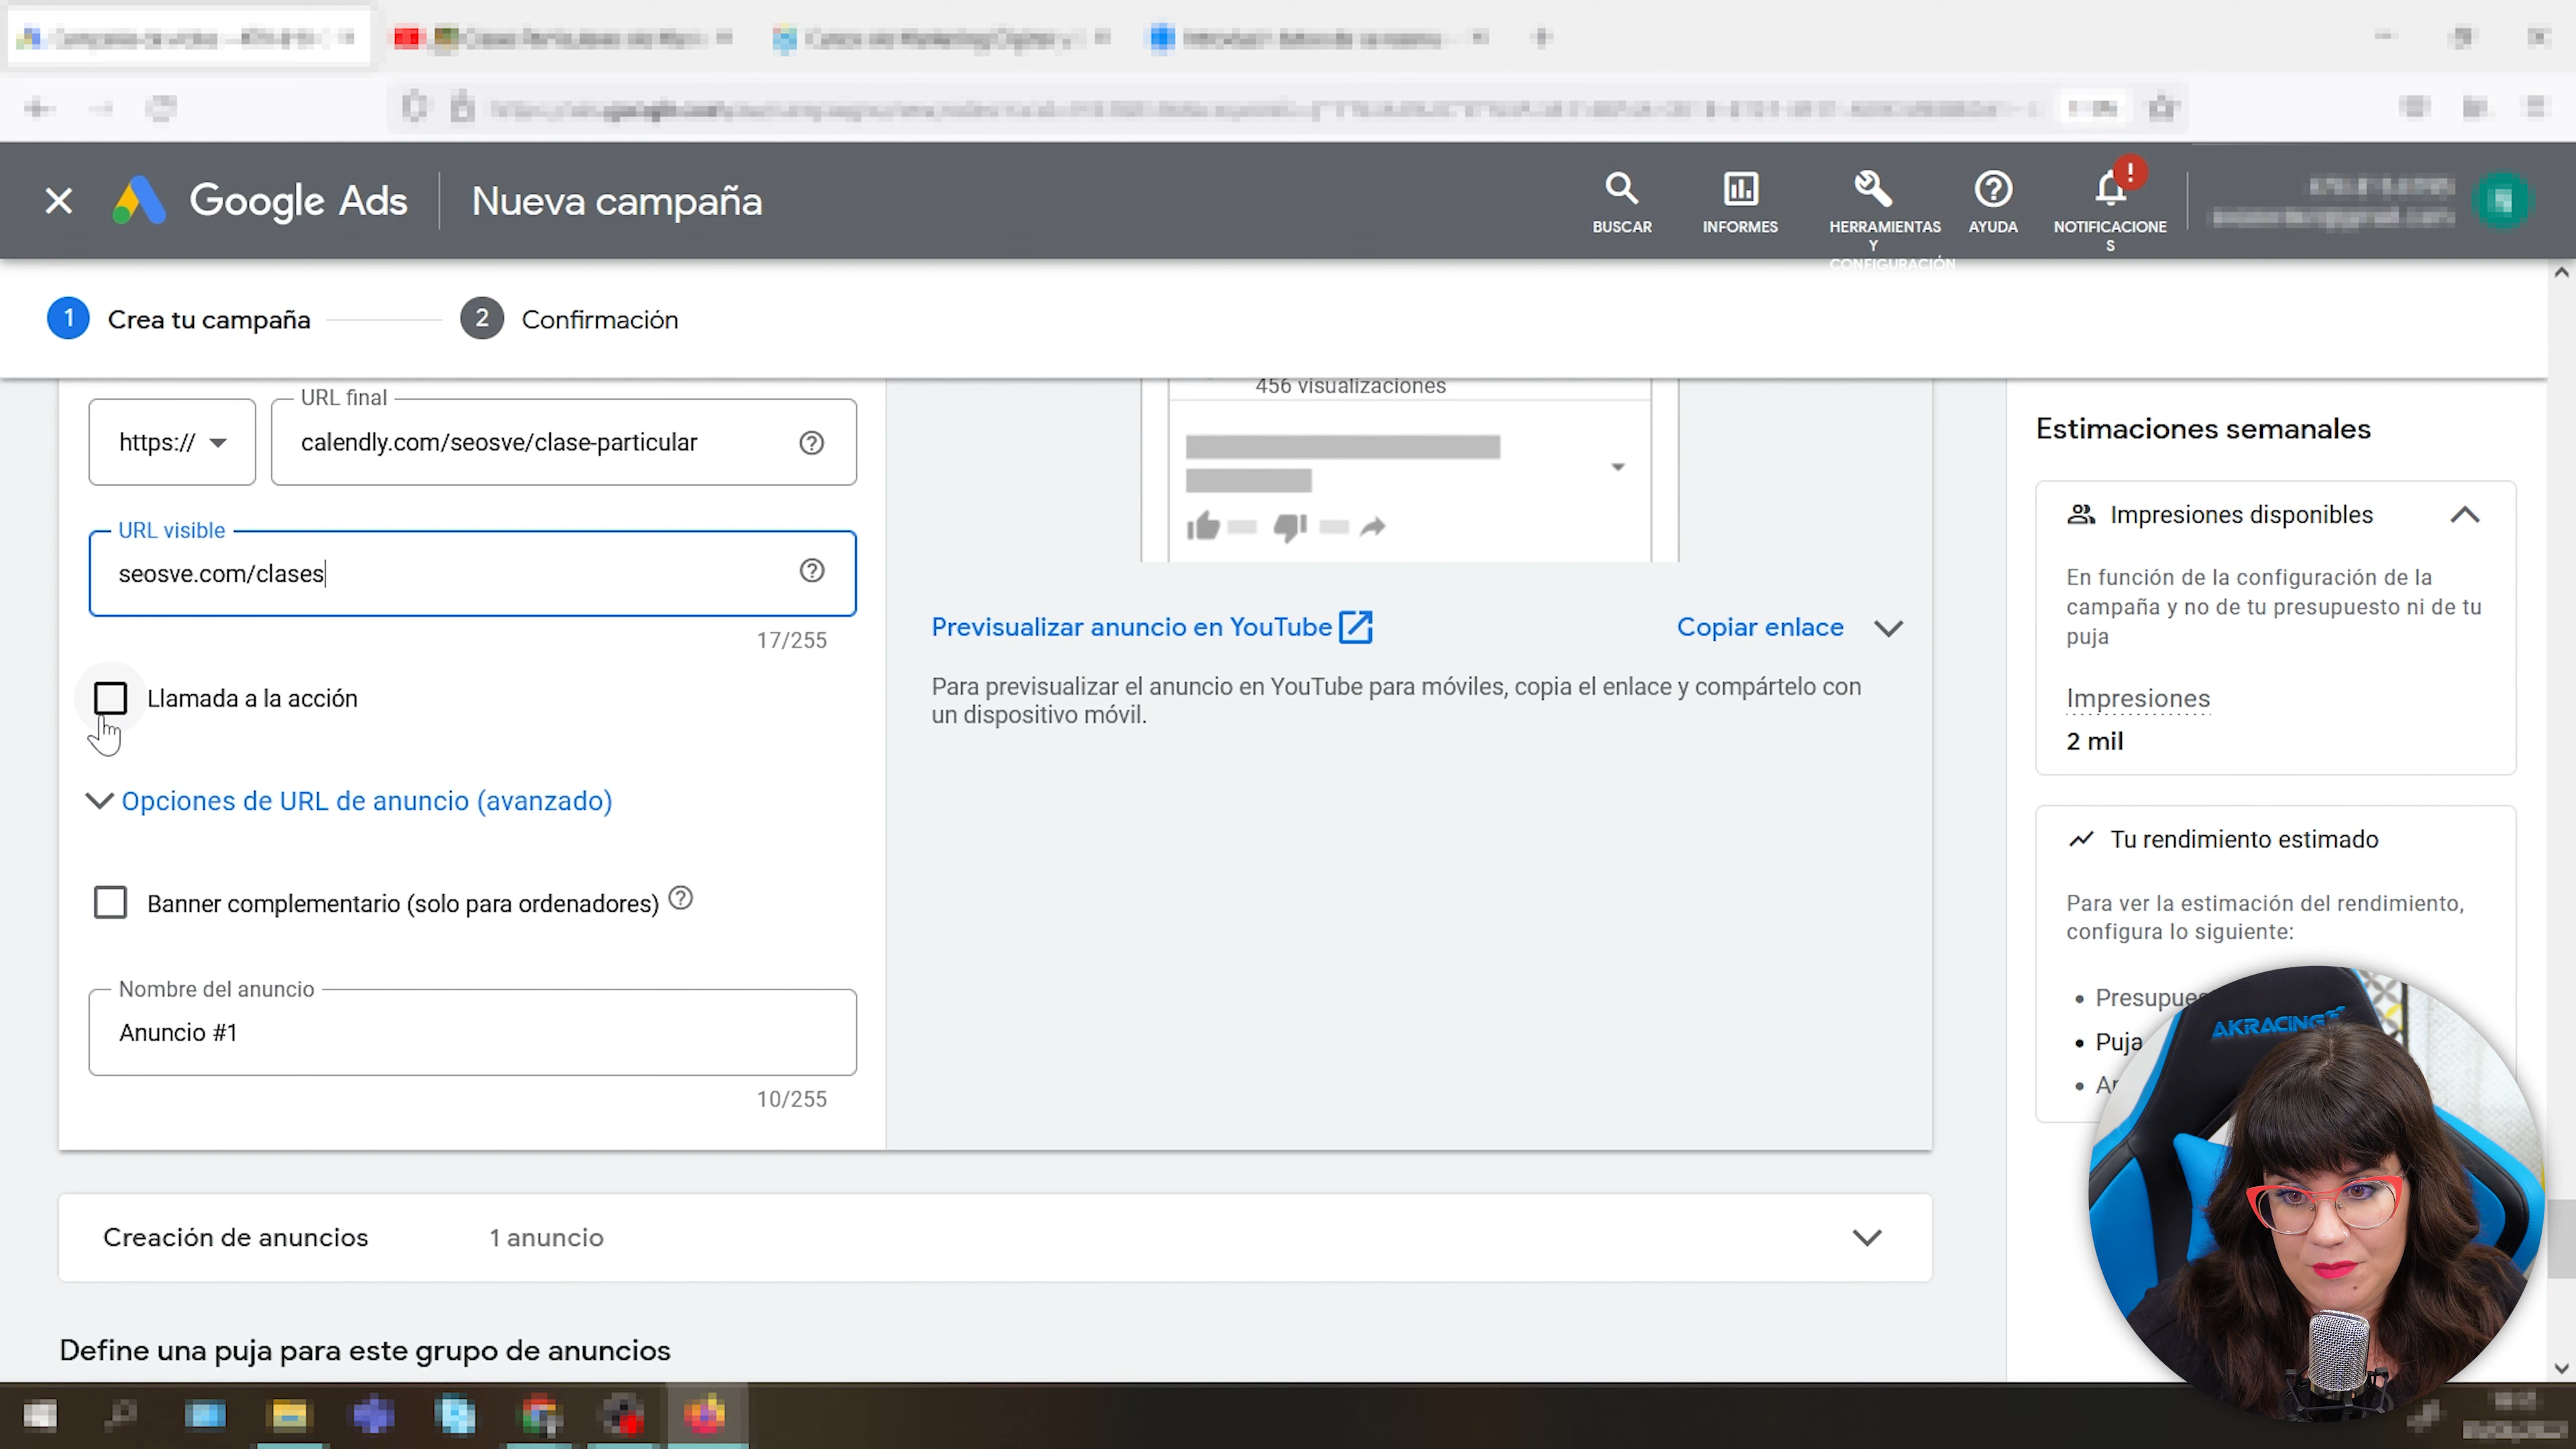 Google Ads
Nueva campaña
BUSCAR
INFORMES
HERRAMIENTAS
Y
CONFIGURACIÓN
AYUDA
NOTIFICACIONE
S
1 Crea tu campaña
2 Confirmación
URL final
https://
calendly.com/seosve/clase-particular
URL visible
seosve.com/clases
17/255
Llamada a la acción
Opciones de URL de anuncio (avanzado)
Banner complementario (solo para ordenadores)
Nombre del anuncio
Anuncio #1
10/255
456 visualizaciones
Previsualizar anuncio en YouTube
Copiar enlace
Para previsualizar el anuncio en YouTube para móviles, copia el enlace y compártelo con
un dispositivo móvil.
Estimaciones semanales
Impresiones disponibles
En función de la configuración de la
campaña y no de tu presupuesto ni de tu
puja
Impresiones
2 mil
Tu rendimiento estimado
Para ver la estimación del rendimiento,
configura lo siguiente:
Puja
AKRACING
Creación de anuncios
1 anuncio
Define una puja para este grupo de anuncios